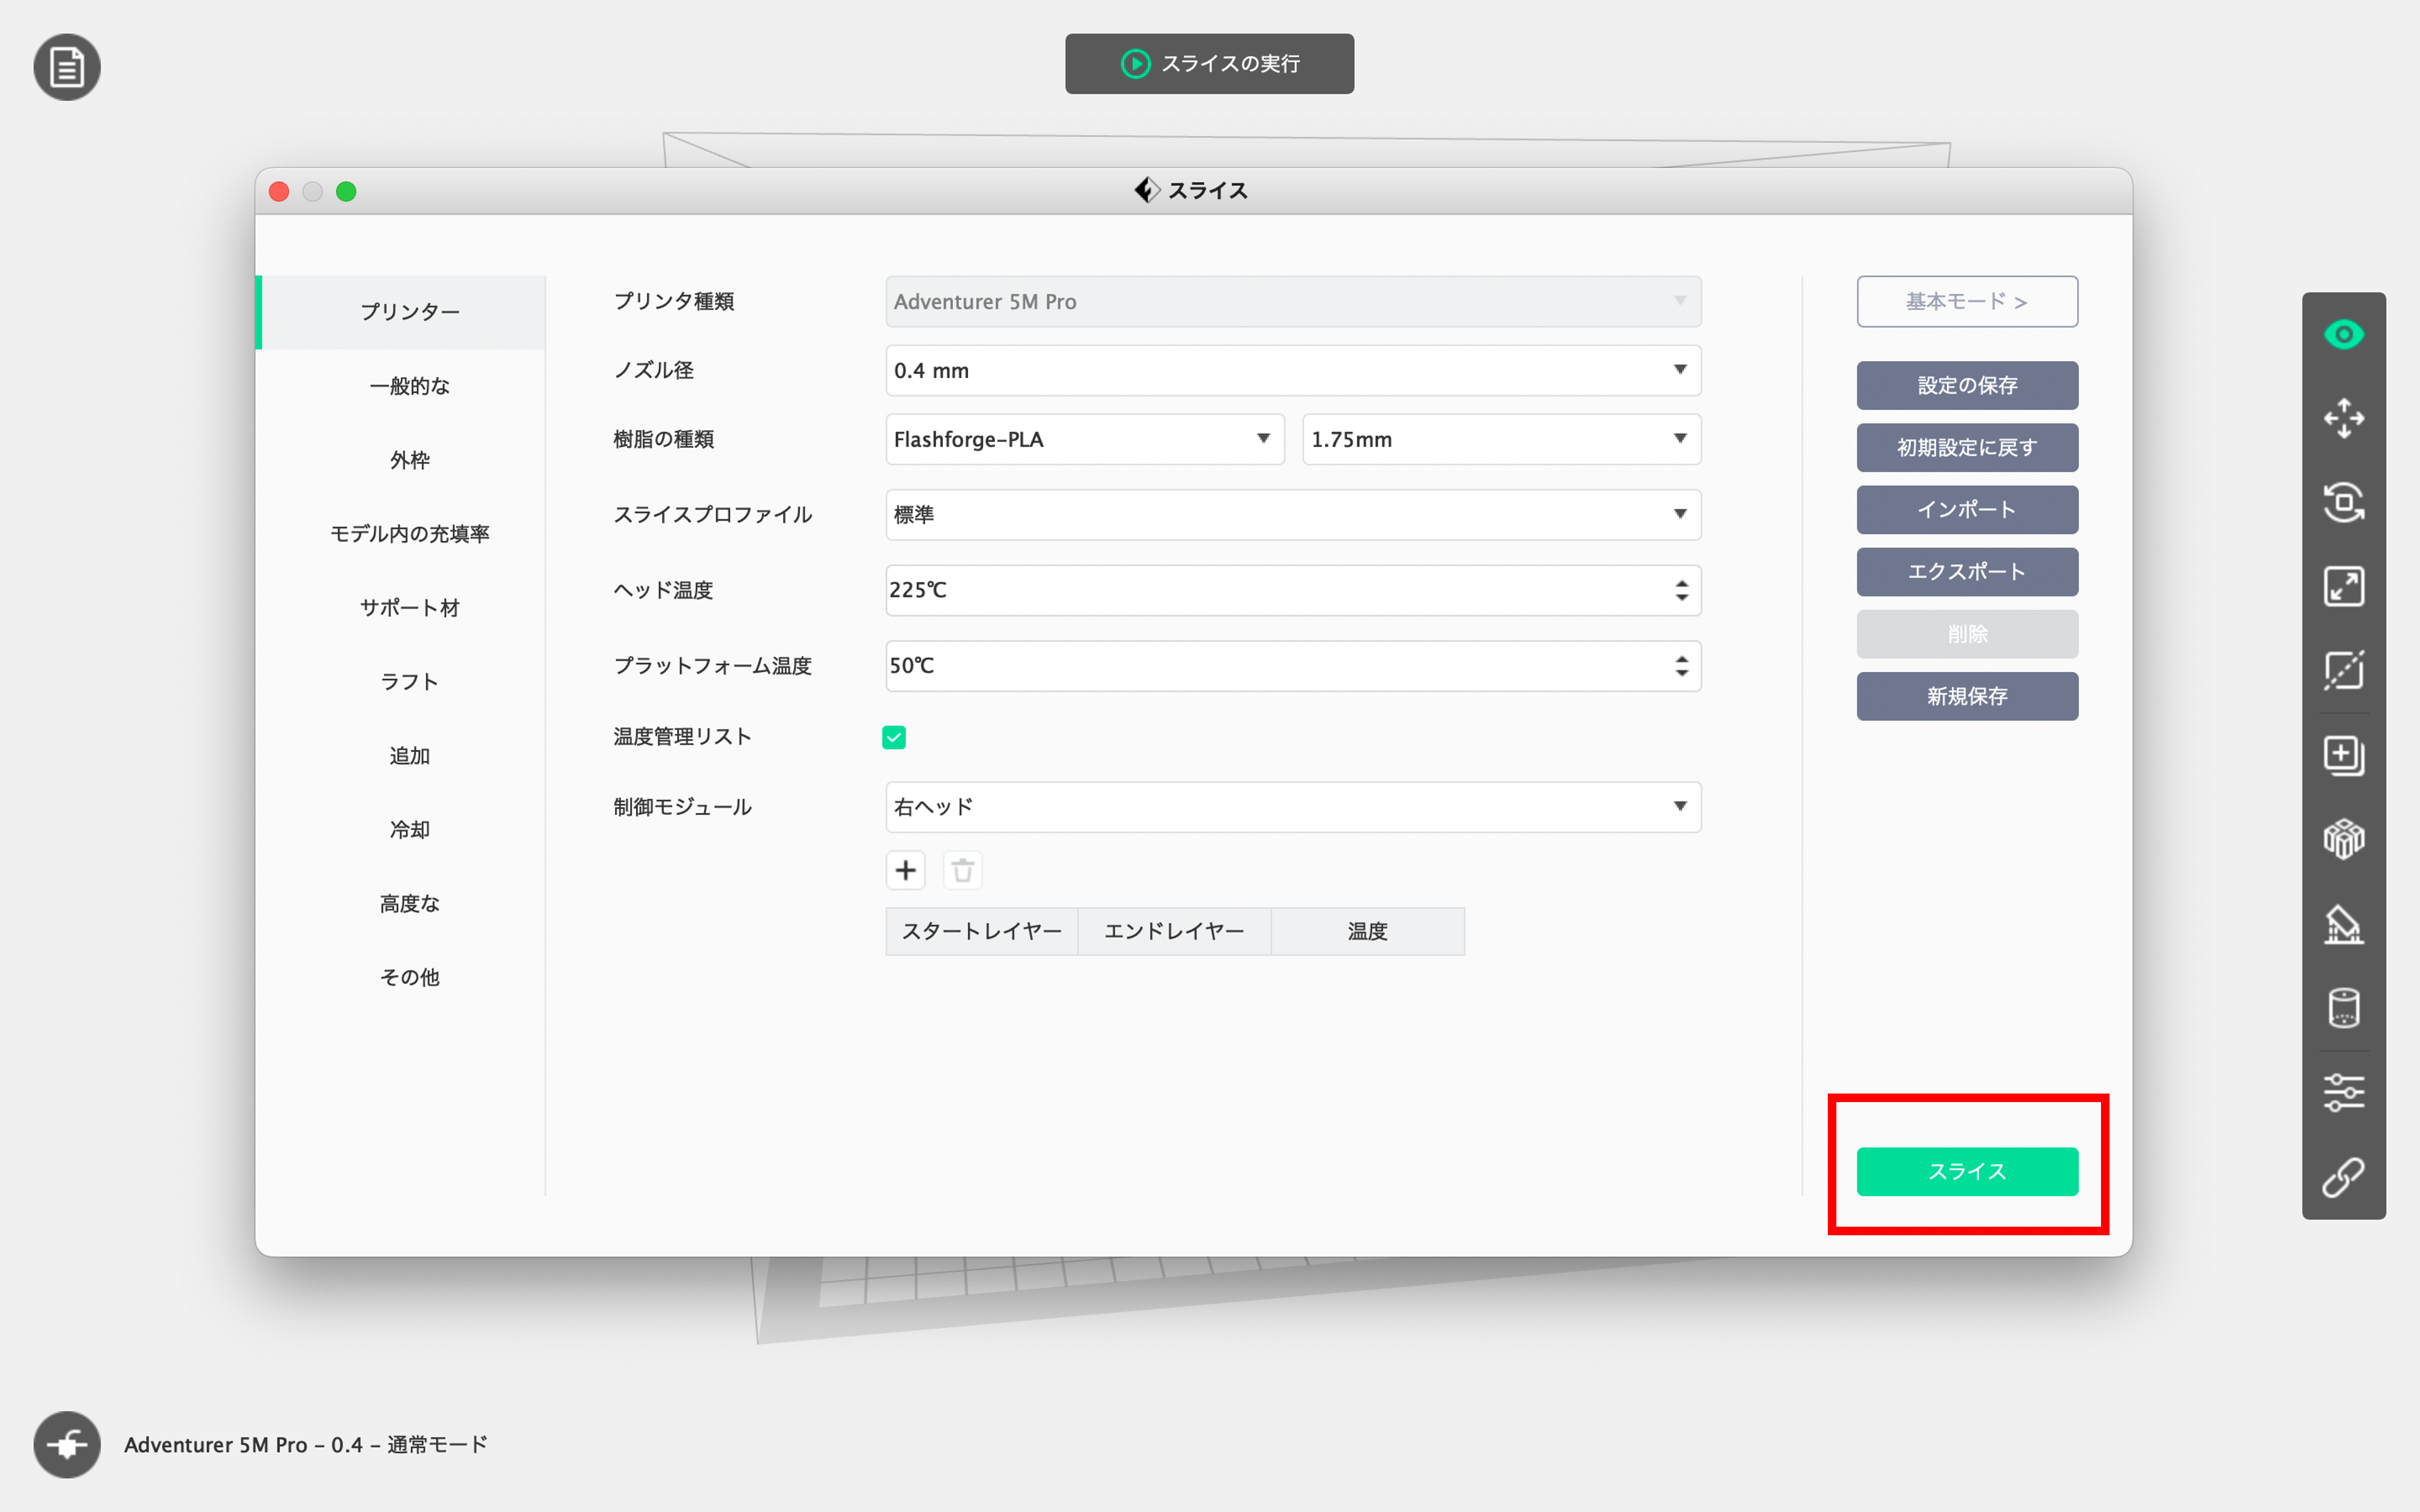 スライスの実行
スライス
プリンター
一般的な
外枠
モデル内の充填率
サポート材
ラフト
追加
冷却
高度な
その他
プリンタ種類
Adventurer 5M Pro
ノズル径
0.4 mm
樹脂の種類
Flashforge-PLA
1.75mm
スライスプロファイル
標準
ヘッド温度
225℃
プラットフォーム温度
50℃
温度管理リスト
制御モジュール
右ヘッド
スタートレイヤー
エンドレイヤー
温度
基本モード >
設定の保存
初期設定に戻す
インポート
エクスポート
削除
新規保存
スライス
Adventurer 5M Pro – 0.4 – 通常モード